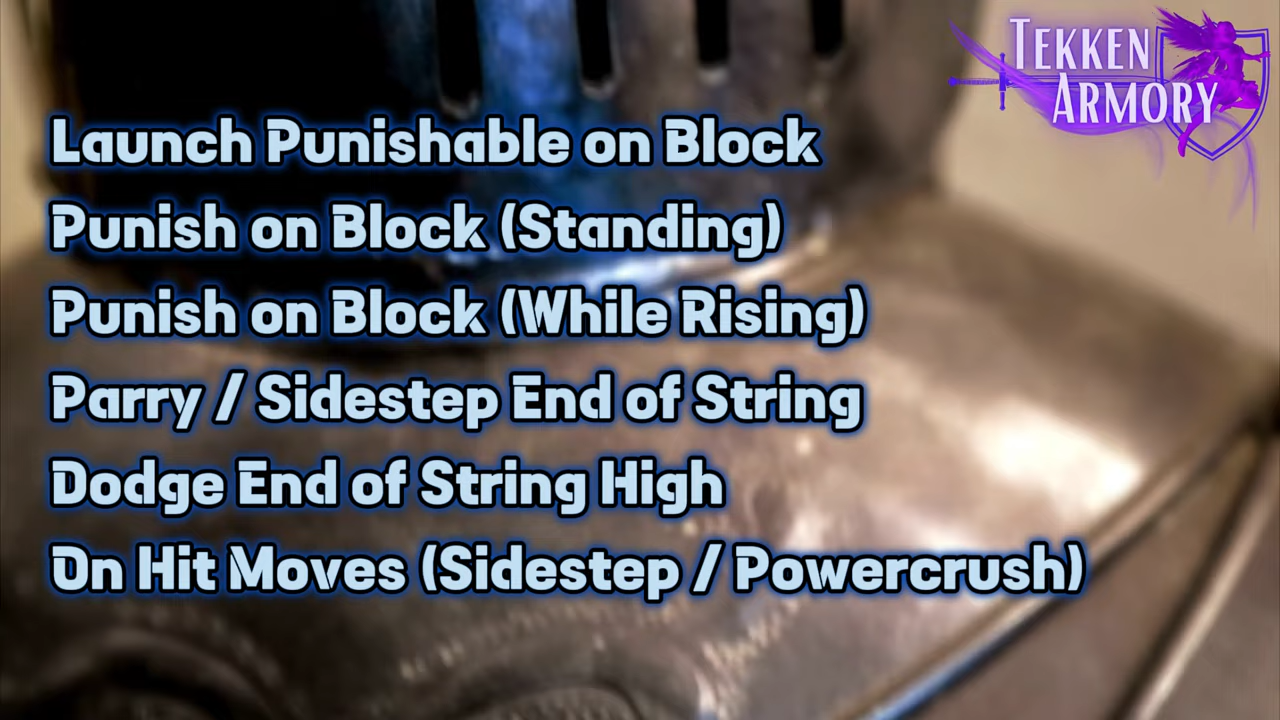 TEKKEN
ARMORY
Launch Punishable on Block
Punish on Block (Standing)
Punish on Block (While Rising)
Parry / Sidestep End of String
Dodge End of String High
On Hit Moves (Sidestep / Powercrush)